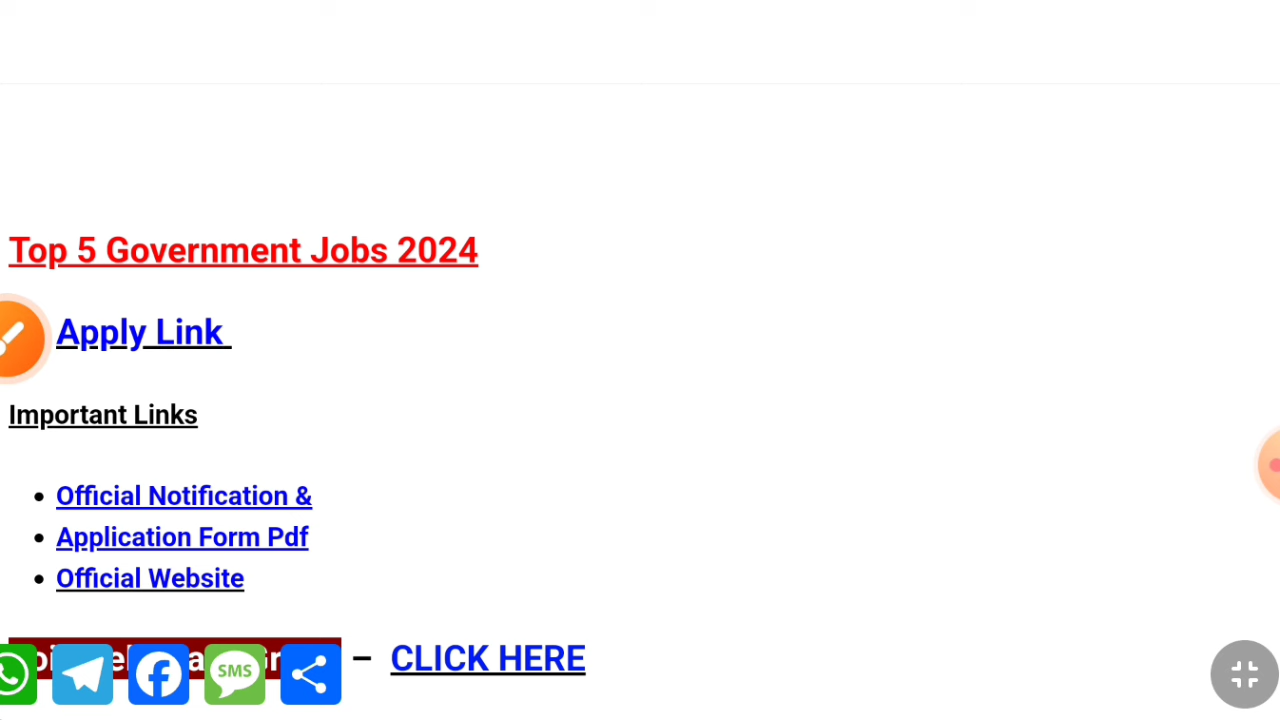 Top 5 Government Jobs 2024
Apply Link
Important Links
Official Notification &
Application Form Pdf
Official Website
– CLICK HERE
SMS